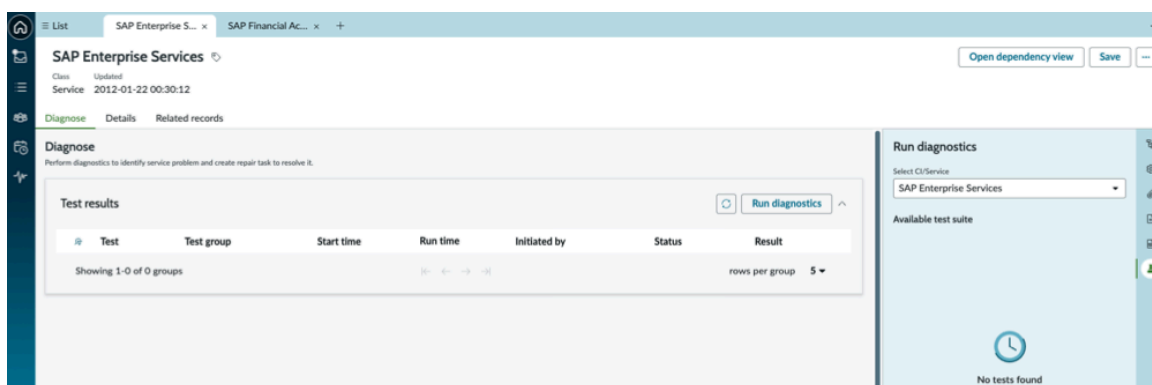 List
SAP Enterprise S... ×
SAP Financial Ac... ×
+
SAP Enterprise Services
Open dependency view
Save
Class Updated
Service 2012-01-22 00:30:12
Diagnose Details Related records
Diagnose
Perform diagnostics to identify service problem and create repair task to resolve it.
Test results
Run diagnostics
Test Test group Start time Run time Initiated by Status Result
Showing 1-0 of 0 groups
rows per group 5
Run diagnostics
Select CI/Service
SAP Enterprise Services
Available test suite
No tests found